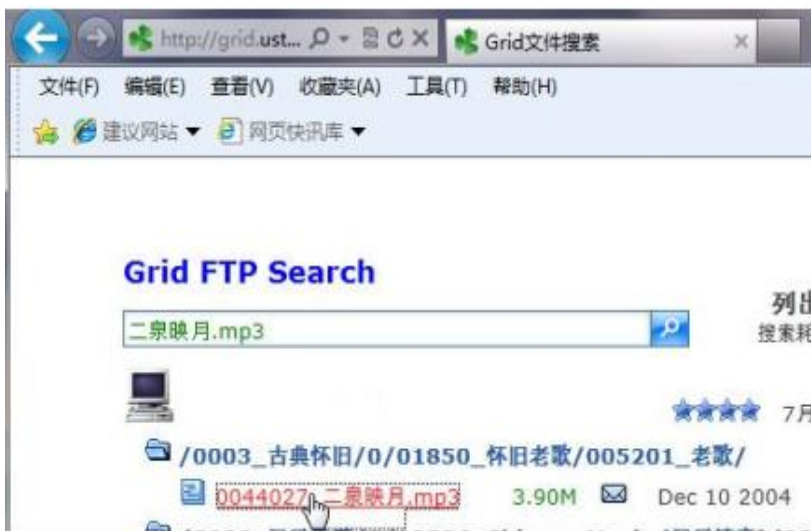 http://grid.ust... Grid文件搜索
文件(F) 编辑(E) 查看(V) 收藏夹(A) 工具(T) 帮助(H)
建议网站 网页快讯库
Grid FTP Search
列出
二泉映月.mp3
搜索耗
7月
/0003_古典怀旧/0/01850_怀旧老歌/005201_老歌/
0044027_二泉映月.mp3 3.90M Dec 10 2004